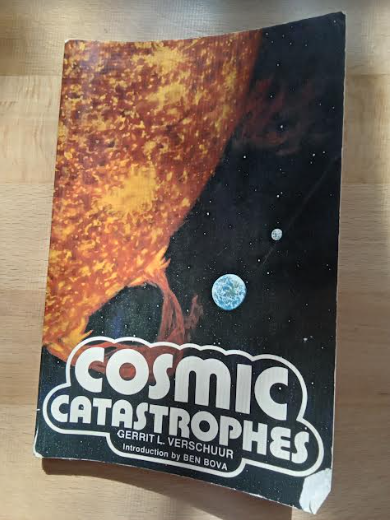 COSMIC
CATASTROPHES
GERRIT L. VERSCHUUR
Introduction by BEN BOVA